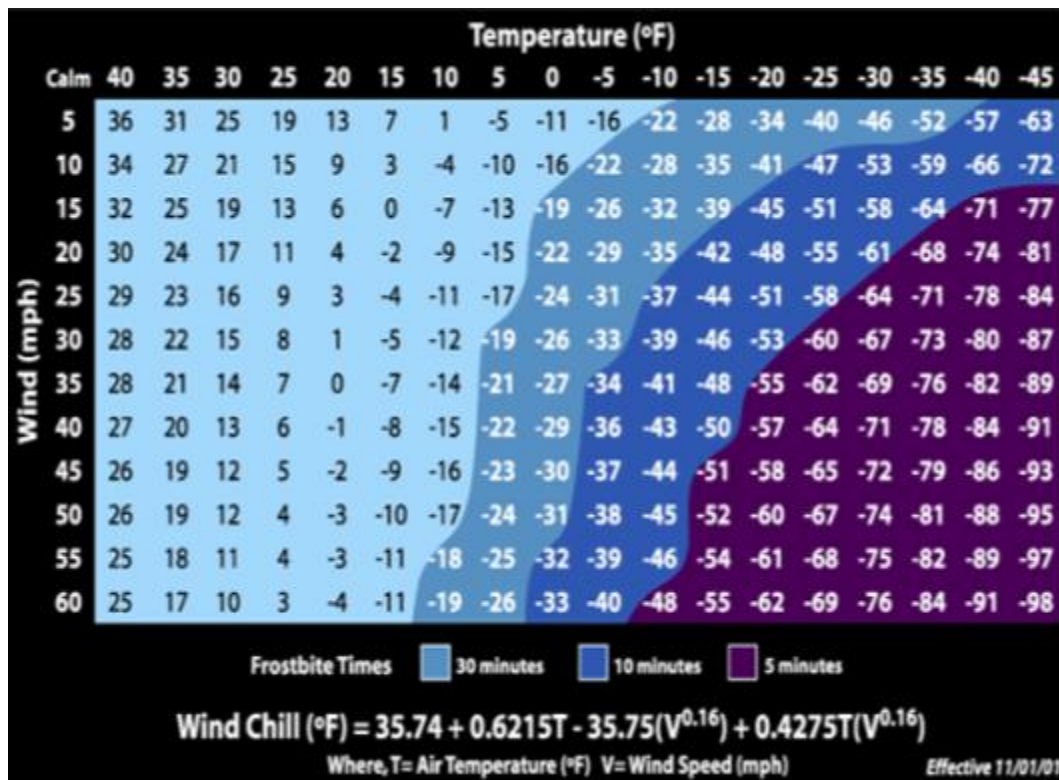 Temperature (ºF)
Calm 40 35 30 25 20 15 10 5 0 -5 -10 -15 -20 -25 -30 -35 -40 -45
5 36 31 25 19 13 7 1 -5 -11 -16 -22 -28 -34 -40 -46 -52 -57 -63
10 34 27 21 15 9 3 -4 -10 -16 -22 -28 -35 -41 -47 -53 -59 -66 -72
15 32 25 19 13 6 0 -7 -13 -19 -26 -32 -39 -45 -51 -58 -64 -71 -77
20 30 24 17 11 4 -2 -9 -15 -22 -29 -35 -42 -48 -55 -61 -68 -74 -81
25 29 23 16 9 3 -4 -11 -17 -24 -31 -37 -44 -51 -58 -64 -71 -78 -84
30 28 22 15 8 1 -5 -12 -19 -26 -33 -39 -46 -53 -60 -67 -73 -80 -87
35 28 21 14 7 0 -7 -14 -21 -27 -34 -41 -48 -55 -62 -69 -76 -82 -89
40 27 20 13 6 -1 -8 -15 -22 -29 -36 -43 -50 -57 -64 -71 -78 -84 -91
45 26 19 12 5 -2 -9 -16 -23 -30 -37 -44 -51 -58 -65 -72 -79 -86 -93
50 26 19 12 4 -3 -10 -17 -24 -31 -38 -45 -52 -60 -67 -74 -81 -88 -95
55 25 18 11 4 -3 -11 -18 -25 -32 -39 -46 -54 -61 -68 -75 -82 -89 -97
60 25 17 10 3 -4 -11 -19 -26 -33 -40 -48 -55 -62 -69 -76 -84 -91 -98
Wind (mph)
Frostbite Times 30 minutes 10 minutes 5 minutes
Wind Chill (ºF) = 35.74 + 0.6215T - 35.75(V^0.16) + 0.4275T(V^0.16)
Where, T= Air Temperature (ºF) V= Wind Speed (mph)
Effective